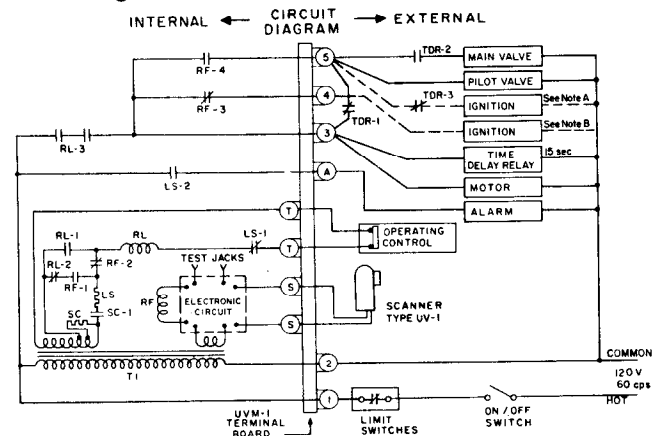 INTERNAL ← CIRCUIT DIAGRAM → EXTERNAL
RF-4
5
TDR-2
MAIN VALVE
PILOT VALVE
RF-3
4
TDR-3
IGNITION
See Note A
TDR-1
IGNITION
See Note B
RL-3
3
TIME DELAY RELAY
15 sec
MOTOR
LS-2
A
ALARM
T
RL-1
RL
LS-1
T
OPERATING CONTROL
RL-2
RF-2
TEST JACKS
RF-1
LS
RF
ELECTRONIC CIRCUIT
S
SC
SC-1
S
SCANNER
TYPE UV-1
T1
2
COMMON
120V
60 cps
1
HOT
UVM-1
TERMINAL
BOARD
LIMIT
SWITCHES
ON/OFF
SWITCH